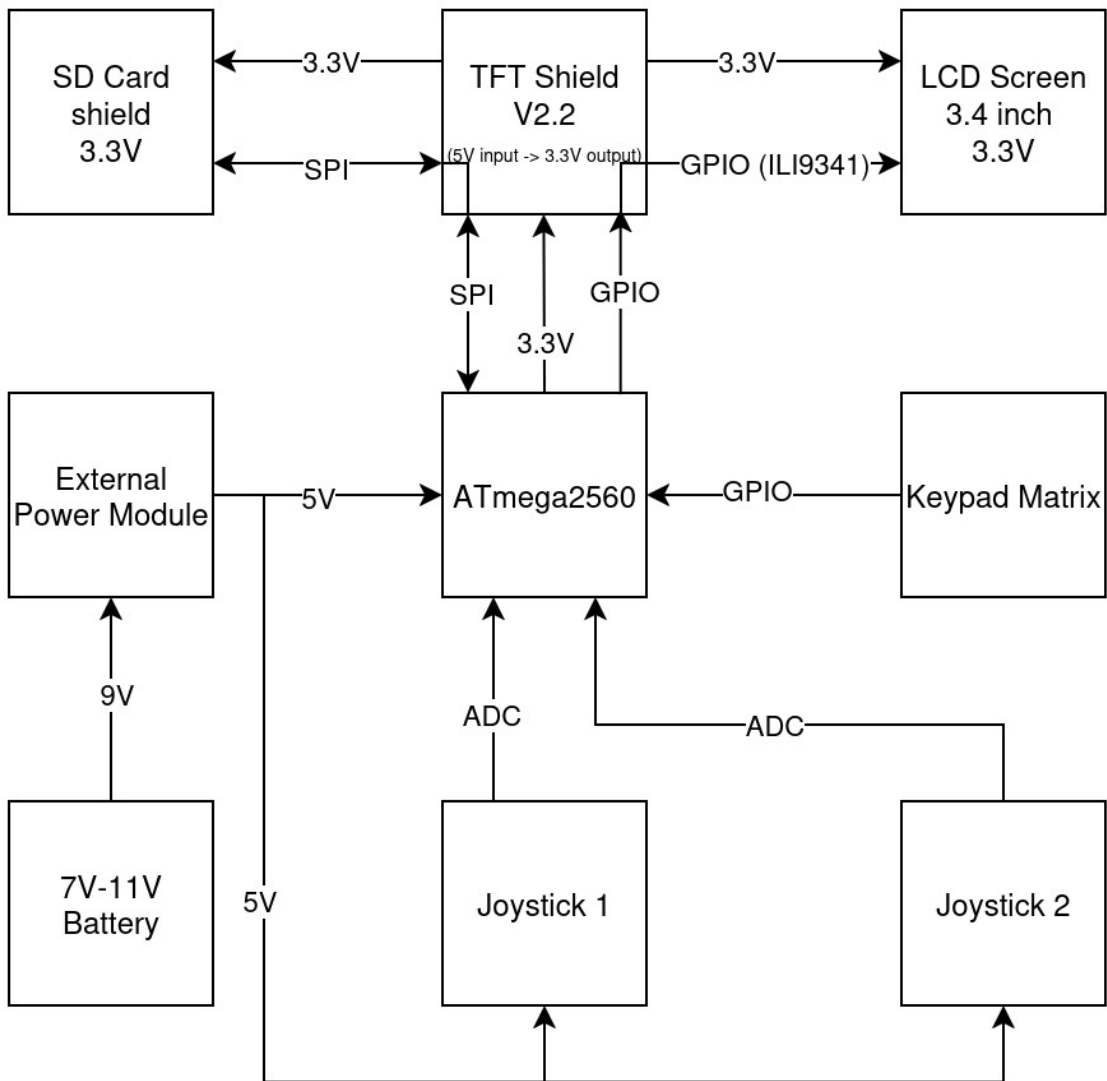 SD Card
shield
3.3V
3.3V
TFT Shield
V2.2
(5V input -> 3.3V output)
3.3V
LCD Screen
3.4 inch
3.3V
SPI
GPIO (ILI9341)
SPI
3.3V
GPIO
External
Power Module
5V
ATmega2560
GPIO
Keypad Matrix
9V
ADC
ADC
7V-11V
Battery
5V
Joystick 1
Joystick 2